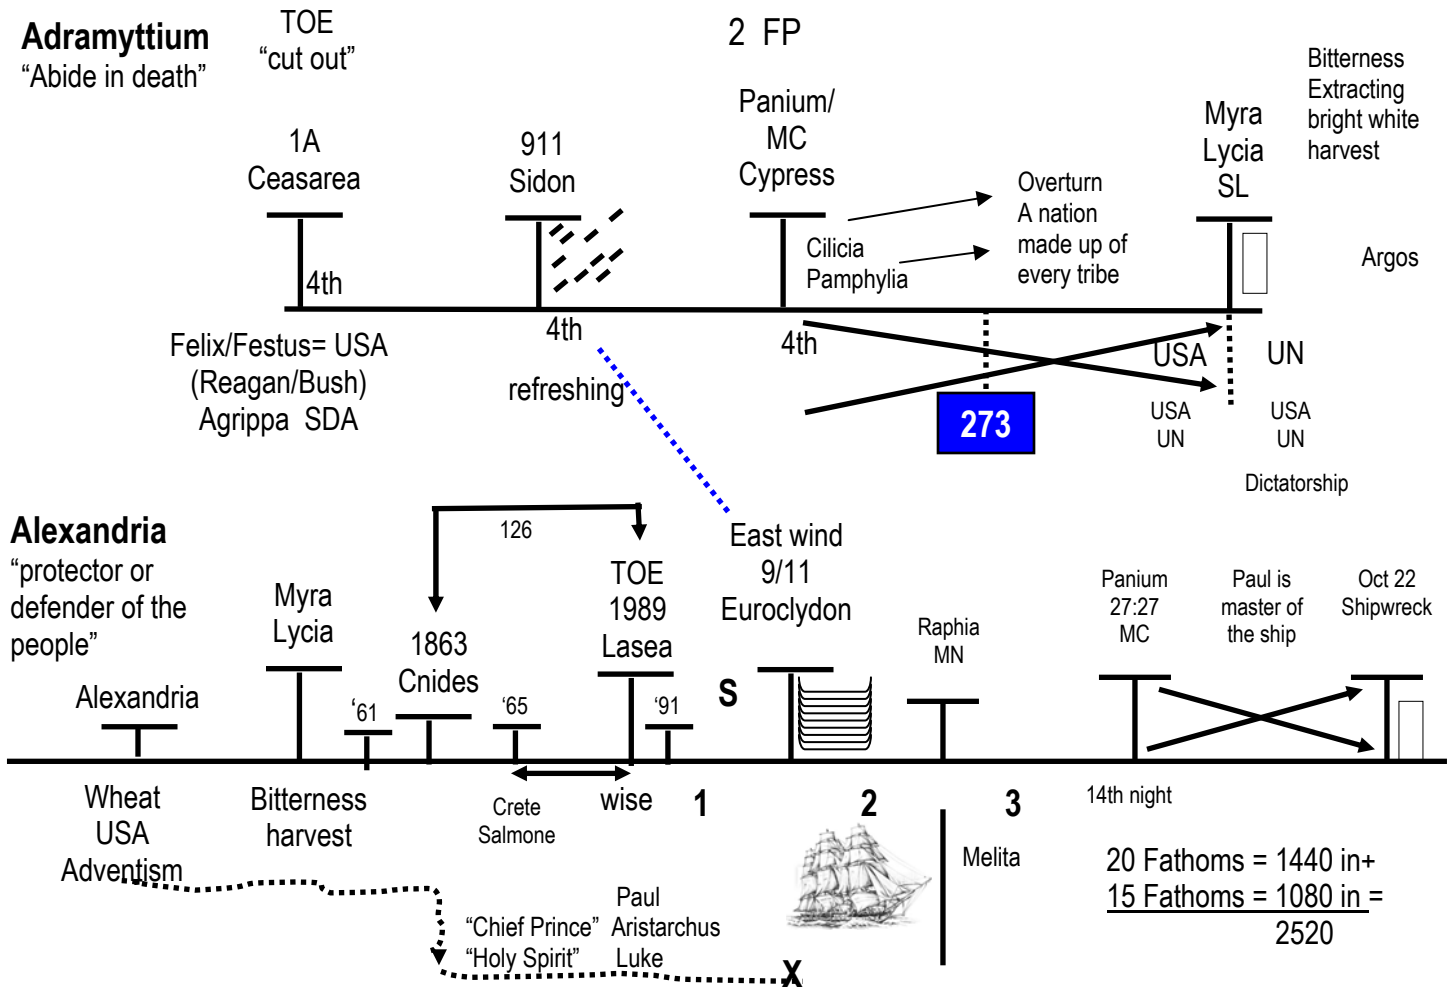 Adramyttium
“Abide in death”
TOE
“cut out”
2 FP
Bitterness
Extracting
bright white
harvest
1A
Ceasarea
911
Sidon
Panium/
MC
Cypress
Myra
Lycia
SL
Cilicia
Pamphylia
Overturn
A nation
made up of
every tribe
Argos
4th
4th
4th
Felix/Festus= USA
(Reagan/Bush)
Agrippa SDA
refreshing
273
USA
UN
USA
UN
USA
UN
Dictatorship
Alexandria
“protector or
defender of the
people”
126
Alexandria
Myra
Lycia
‘61
1863
Cnides
‘65
TOE
1989
Lasea
‘91
S
East wind
9/11
Euroclydon
Raphia
MN
Panium
27:27
MC
Paul is
master of
the ship
Oct 22
Shipwreck
Wheat
USA
Adventism
Bitterness
harvest
Crete
Salmone
wise
1
2
3
14th night
Melita
“Chief Prince”
“Holy Spirit”
Paul
Aristarchus
Luke
X
20 Fathoms = 1440 in+
15 Fathoms = 1080 in =
2520